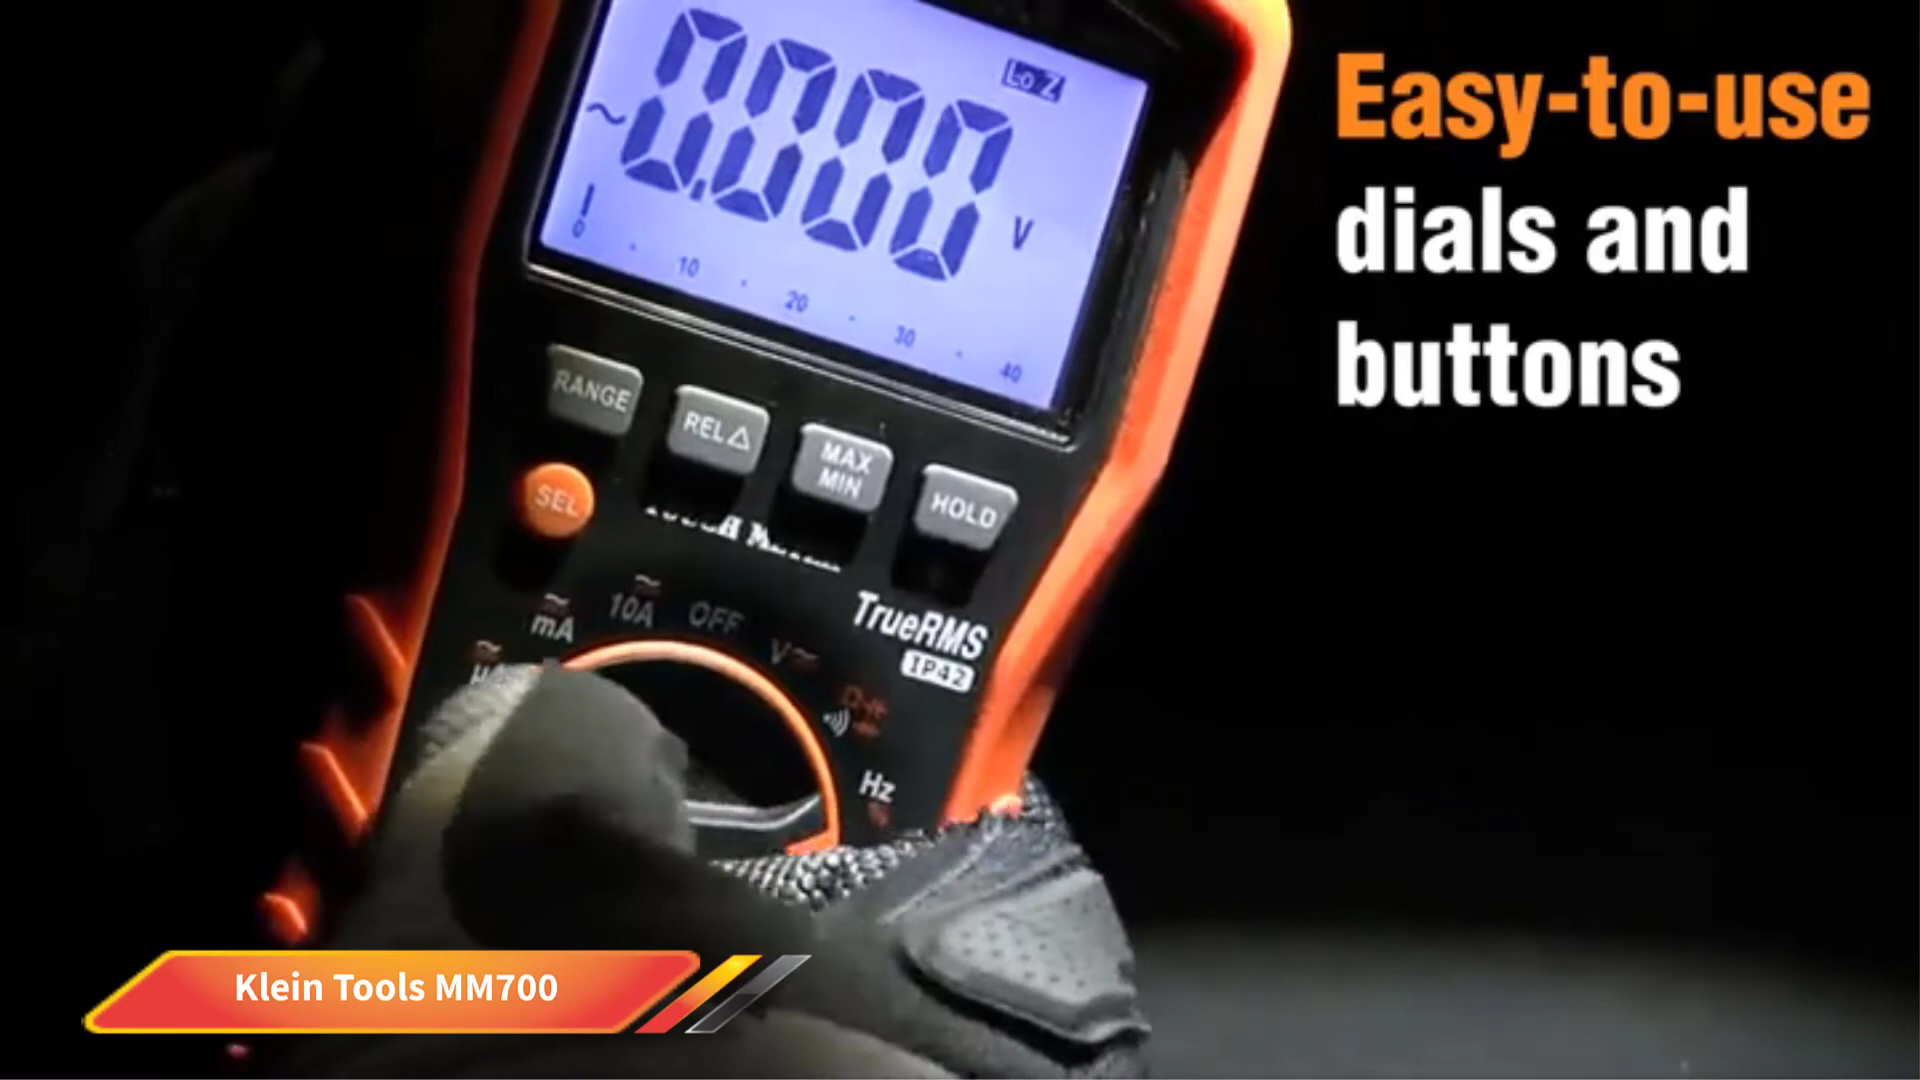 Easy-to-use
dials and
buttons
Lo Z
~0.000 V
0 10 20 30 40
RANGE
REL△
MAX
MIN
HOLD
SEL
TrueRMS
IP42
mA
10A
OFF
V
Ω
Hz
Klein Tools MM700